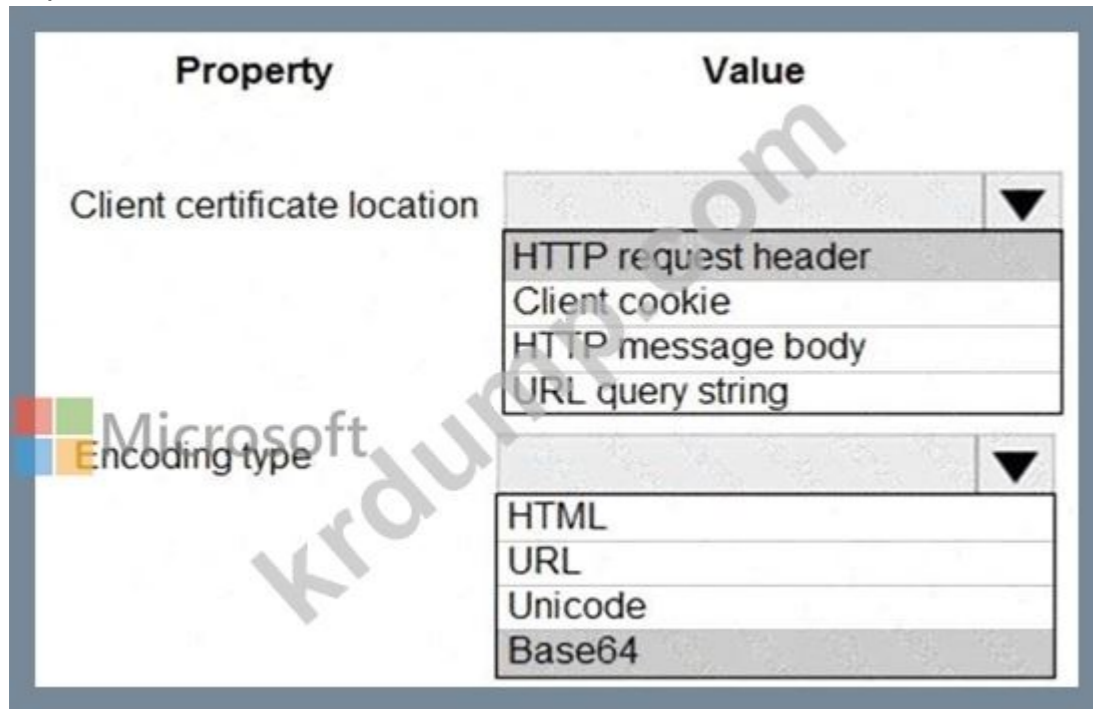 Property Value
Client certificate location
HTTP request header
Client cookie
HTTP message body
URL query string
Microsoft
Encoding type
HTML
URL
Unicode
Base64
krdump.com